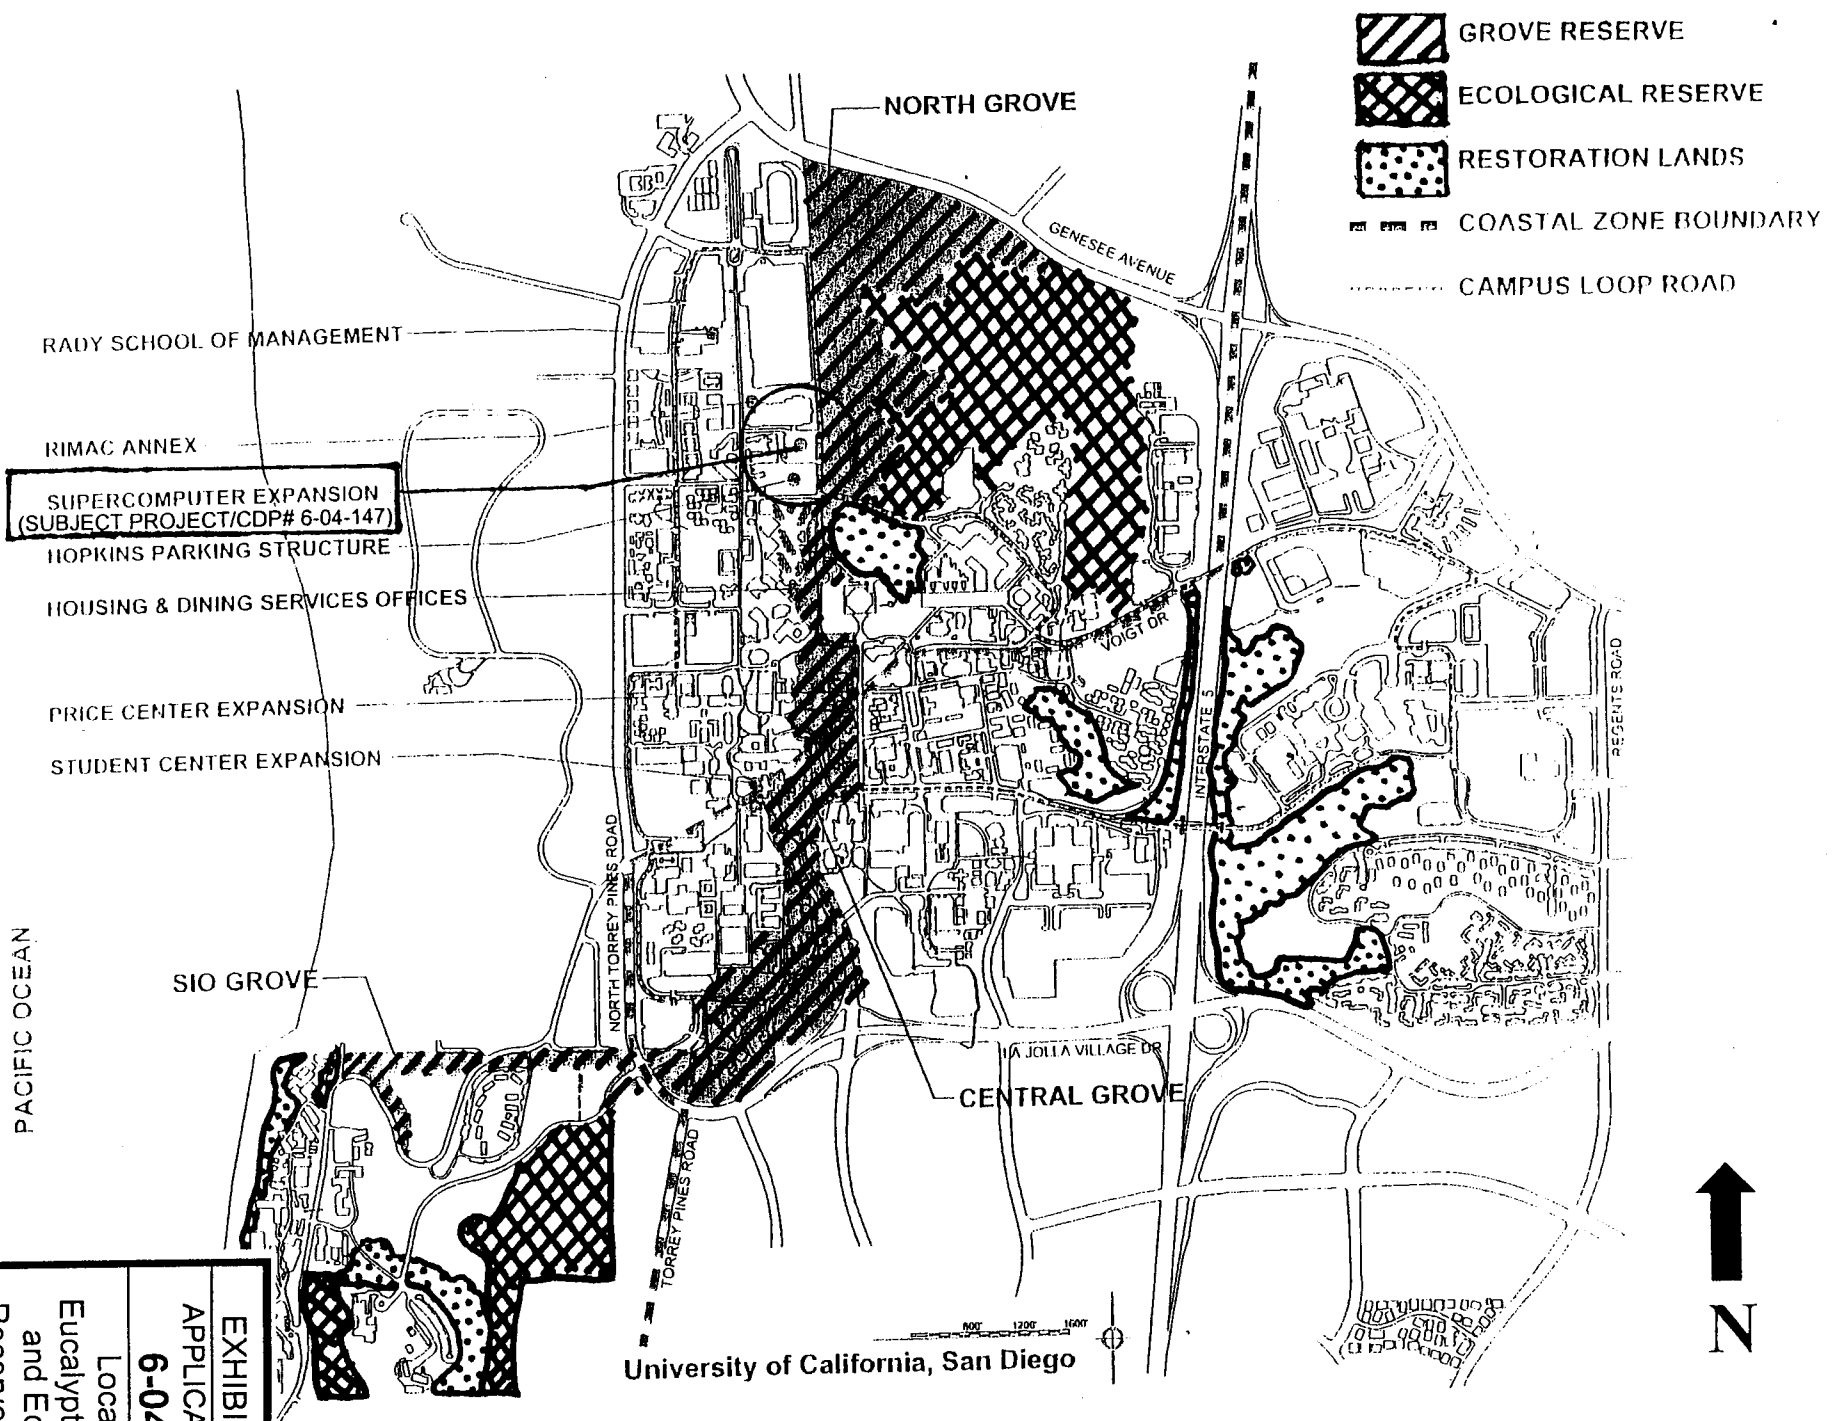 GROVE RESERVE
ECOLOGICAL RESERVE
RESTORATION LANDS
COASTAL ZONE BOUNDARY
CAMPUS LOOP ROAD
NORTH GROVE
GENESEE AVENUE
RADY SCHOOL OF MANAGEMENT
RIMAC ANNEX
SUPERCOMPUTER EXPANSION
(SUBJECT PROJECT/CDP# 6-04-147)
HOPKINS PARKING STRUCTURE
HOUSING & DINING SERVICES OFFICES
VOIGT DR
PRICE CENTER EXPANSION
STUDENT CENTER EXPANSION
INTERSTATE 5
REGENTS ROAD
NORTH TORREY PINES ROAD
PACIFIC OCEAN
SIO GROVE
LA JOLLA VILLAGE DR
CENTRAL GROVE
TORREY PINES ROAD
800' 1200' 1600'
University of California, San Diego
N
EXHIBI
APPLICA
6-04
Loca
Eucalypt
and Ec